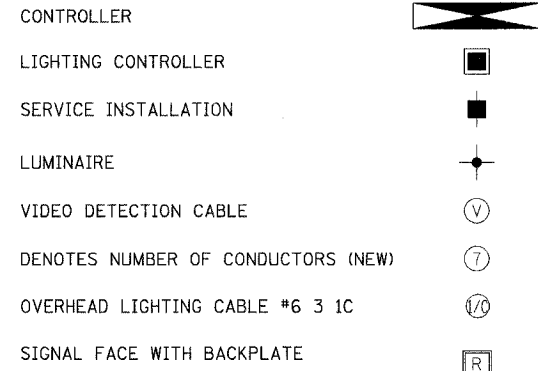 CONTROLLER
LIGHTING CONTROLLER
SERVICE INSTALLATION
LUMINAIRE
VIDEO DETECTION CABLE V
DENOTES NUMBER OF CONDUCTORS (NEW) 7
OVERHEAD LIGHTING CABLE #6 3 1C 1/0
SIGNAL FACE WITH BACKPLATE R